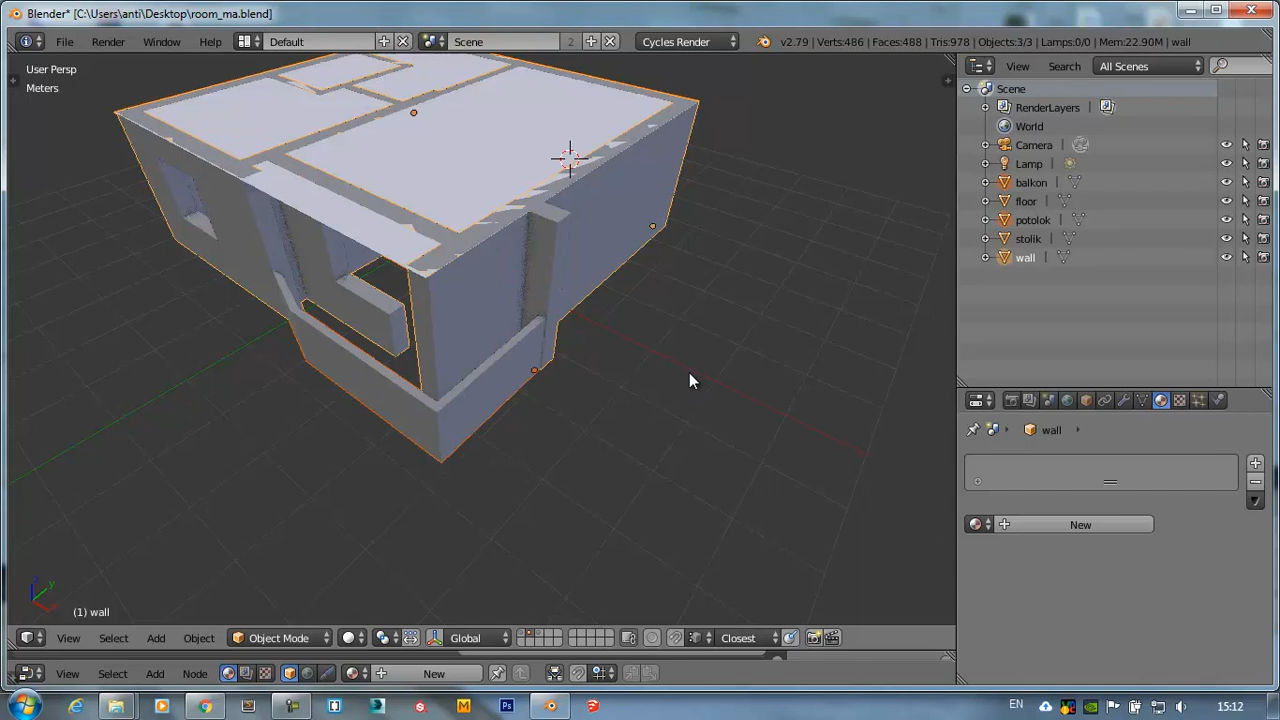 Blender* [C:\Users\anti\Desktop\room_ma.blend]
File Render Window Help Default Scene 2 Cycles Render v2.79 | Verts:486 | Faces:488 | Tris:978 | Objects:3/3 | Lamps:0/0 | Mem:22.90M | wall
User Persp
Meters
View Search All Scenes
Scene
RenderLayers
World
Camera
Lamp
balkon
floor
potolok
stolik
wall
wall
New
(1) wall
View Select Add Object Object Mode Global Closest
View Select Add Node New
EN 15:12